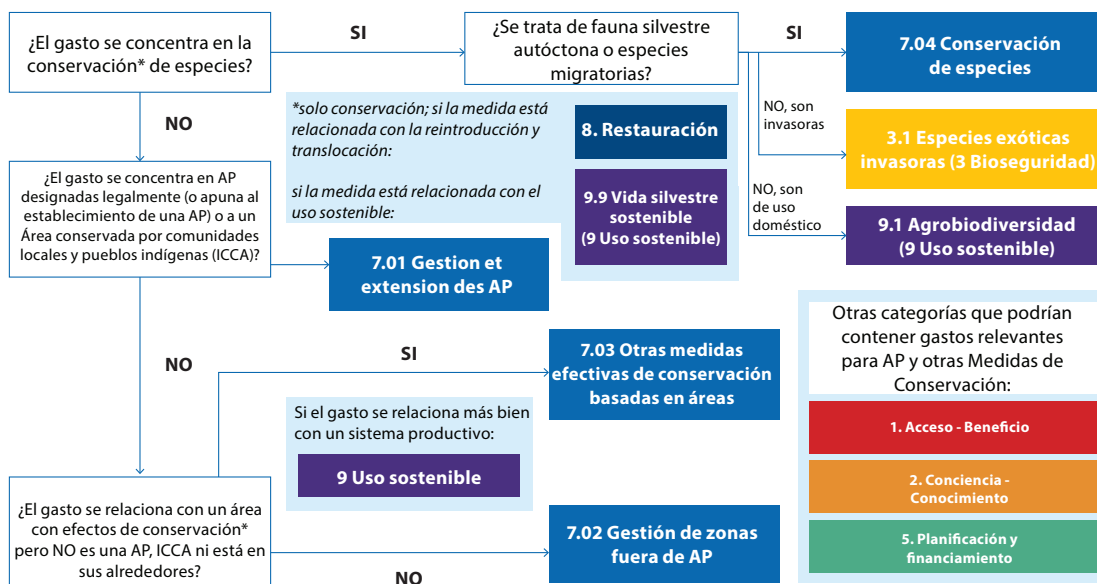 ¿El gasto se concentra en la
conservación* de especies?
SI
¿Se trata de fauna silvestre
autóctona o especies
migratorias?
SI
7.04 Conservación
de especies
NO
*solo conservación; si la medida está
relacionada con la reintroducción y
translocación:
8. Restauración
si la medida está relacionada con el
uso sostenible:
9.9 Vida silvestre
sostenible
(9 Uso sostenible)
NO, son
invasoras
3.1 Especies exóticas
invasoras (3 Bioseguridad)
NO, son
de uso
doméstico
9.1 Agrobiodiversidad
(9 Uso sostenible)
¿El gasto se concentra en AP
designadas legalmente (o apuna al
establecimiento de una AP) o a un
Área conservada por comunidades
locales y pueblos indígenas (ICCA)?
7.01 Gestion et
extension des AP
NO
SI
7.03 Otras medidas
efectivas de conservación
basadas en áreas
Si el gasto se relaciona más bien
con un sistema productivo:
9 Uso sostenible
¿El gasto se relaciona con un área
con efectos de conservación*
pero NO es una AP, ICCA ni está en
sus alrededores?
NO
7.02 Gestión de zonas
fuera de AP
Otras categorías que podrían
contener gastos relevantes
para AP y otras Medidas de
Conservación:
1. Acceso - Beneficio
2. Conciencia -
Conocimiento
5. Planificación y
financiamiento